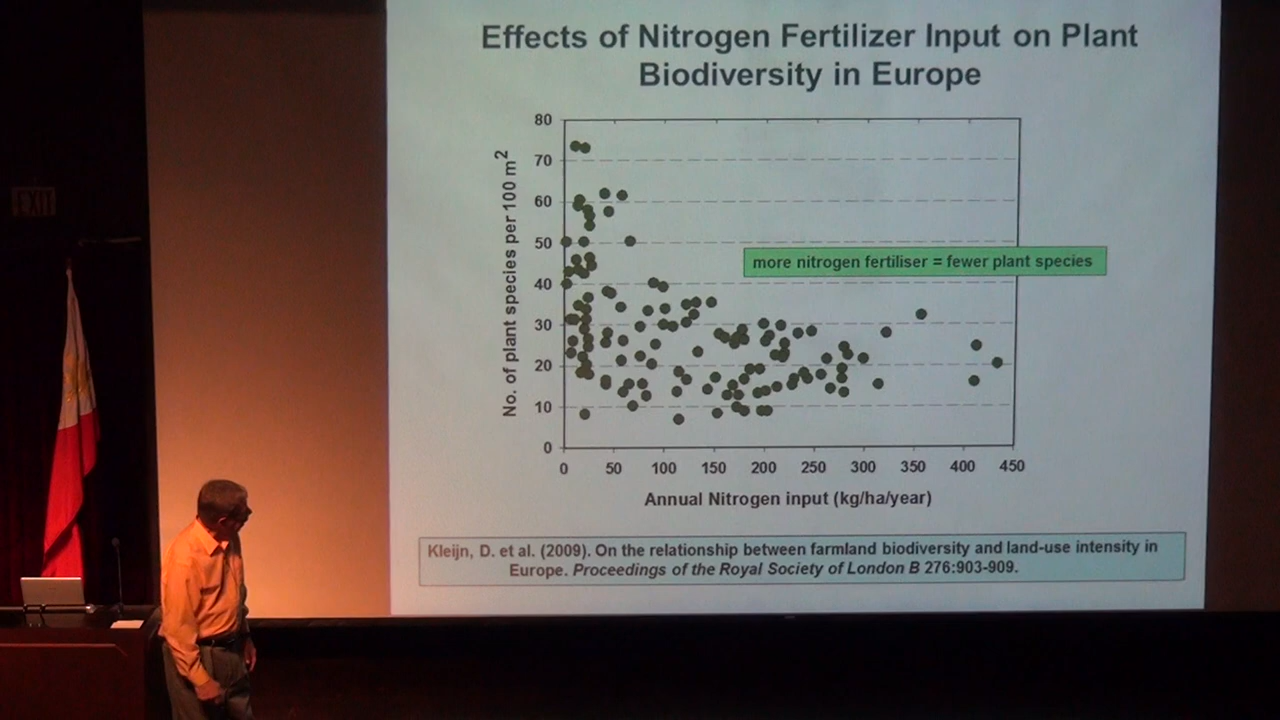 Effects of Nitrogen Fertilizer Input on Plant
Biodiversity in Europe
No. of plant species per 100 m²
80
70
60
50
40
30
20
10
0
more nitrogen fertiliser = fewer plant species
0 50 100 150 200 250 300 350 400 450
Annual Nitrogen input (kg/ha/year)
Kleijn, D. et al. (2009). On the relationship between farmland biodiversity and land-use intensity in
Europe. Proceedings of the Royal Society of London B 276:903-909.
EXIT